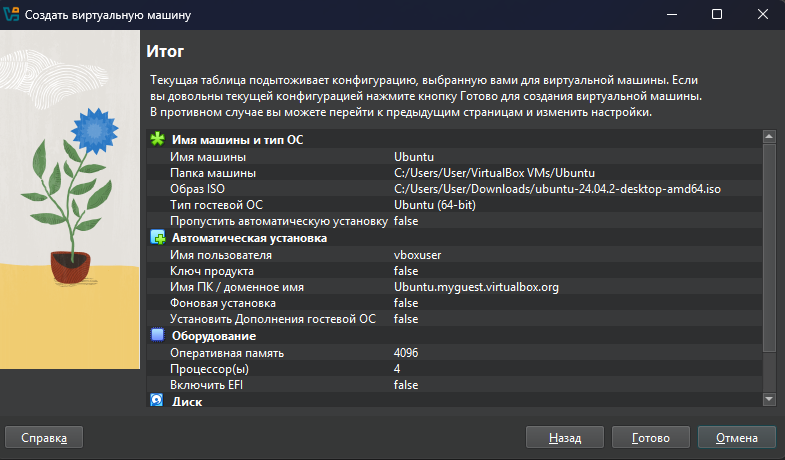 Создать виртуальную машину
Итог
Текущая таблица подытоживает конфигурацию, выбранную вами для виртуальной машины. Если
вы довольны текущей конфигурацией нажмите кнопку Готово для создания виртуальной машины.
В противном случае вы можете перейти к предыдущим страницам и изменить настройки.
Имя машины и тип ОС
Имя машины Ubuntu
Папка машины C:/Users/User/VirtualBox VMs/Ubuntu
Образ ISO C:/Users/User/Downloads/ubuntu-24.04.2-desktop-amd64.iso
Тип гостевой ОС Ubuntu (64-bit)
Пропустить автоматическую установку false
Автоматическая установка
Имя пользователя vboxuser
Ключ продукта false
Имя ПК / доменное имя Ubuntu.myguest.virtualbox.org
Фоновая установка false
Установить Дополнения гостевой ОС false
Оборудование
Оперативная память 4096
Процессор(ы) 4
Включить EFI false
Диск
Справка Назад Готово Отмена